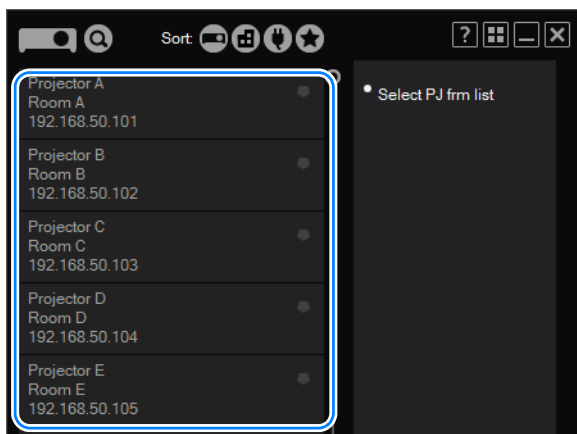 Sort:
?
Projector A
Room A
192.168.50.101
Projector B
Room B
192.168.50.102
Projector C
Room C
192.168.50.103
Projector D
Room D
192.168.50.104
Projector E
Room E
192.168.50.105
Select PJ frm list